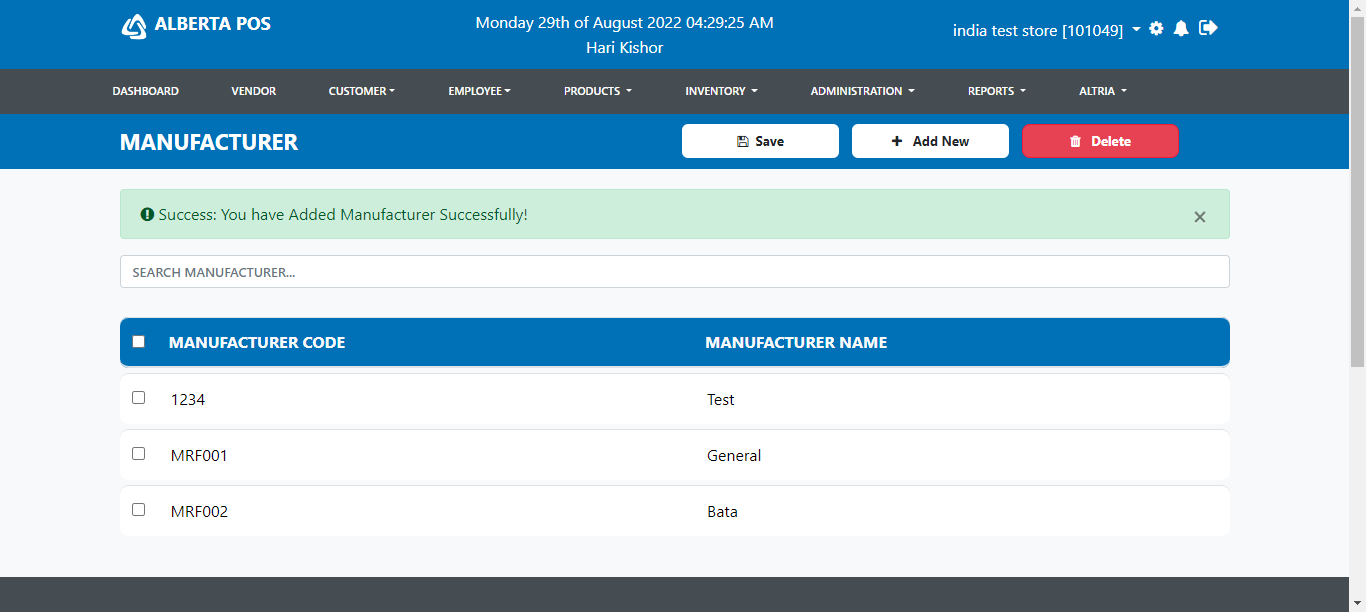 ALBERTA POS
Monday 29th of August 2022 04:29:25 AM
Hari Kishor
india test store [101049]
DASHBOARD VENDOR CUSTOMER EMPLOYEE PRODUCTS INVENTORY ADMINISTRATION REPORTS ALTRIA
MANUFACTURER
Save
Add New
Delete
Success: You have Added Manufacturer Successfully!
×
SEARCH MANUFACTURER...
MANUFACTURER CODE MANUFACTURER NAME
1234 Test
MRF001 General
MRF002 Bata